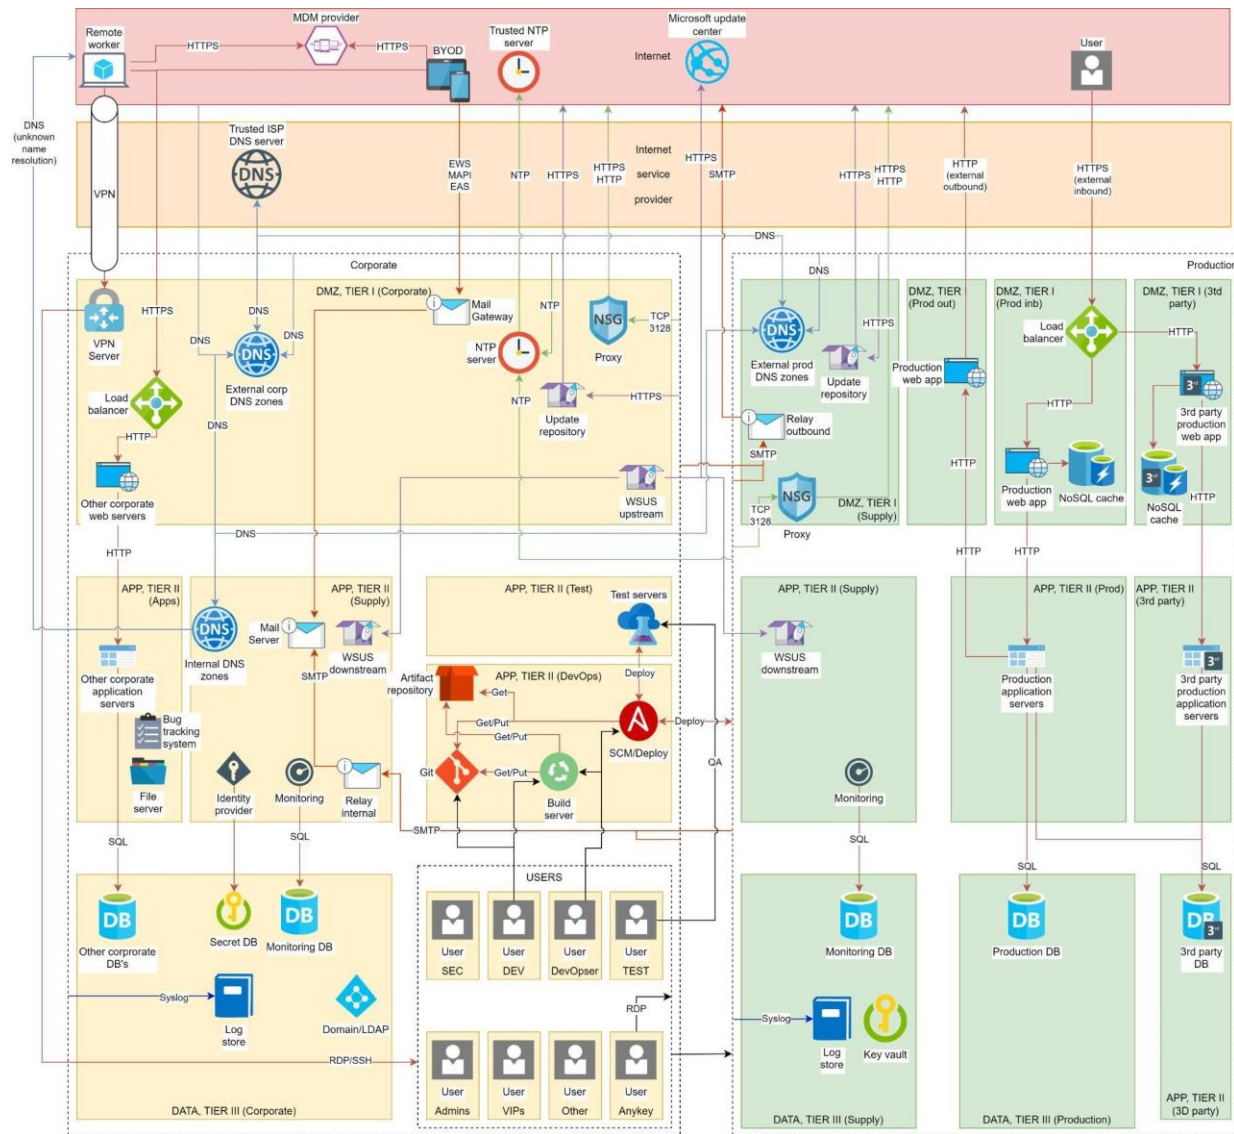 Remote
worker
MDM provider
HTTPS
HTTPS
BYOD
Trusted NTP
server
Internet
Microsoft update
center
User
DNS
(unknown
name
resolution)
Trusted ISP
DNS server
DNS
VPN
EWS
MAPI
EAS
NTP
HTTPS
HTTPS
HTTP
Internet
service
provider
HTTPS
SMTP
HTTPS
HTTPS
HTTP
HTTP
(external
outbound)
HTTPS
(external
inbound)
DNS
DNS
Corporate
Production
DMZ, TIER I (Corporate)
VPN
Server
HTTPS
DNS
DNS
DNS
DNS
External corp
DNS zones
Mail
Gateway
NTP
NTP
server
NSG
Proxy
TCP
3128
Load
balancer
HTTP
Other corporate
web servers
DNS
NTP
Update
repository
HTTPS
WSUS
upstream
DNS
HTTP
DMZ, TIER I
(Supply)
DNS
External prod
DNS zones
HTTPS
Update
repository
Relay
outbound
SMTP
TCP
3128
NSG
Proxy
DMZ, TIER
(Prod out)
Production
web app
HTTP
HTTP
DMZ, TIER I
(Prod inb)
Load
balancer
HTTP
HTTP
Production
web app
NoSQL cache
HTTP
DMZ, TIER I (3td
party)
3rd
3rd party
production
web app
3rd
NoSQL
cache
HTTP
APP, TIER II
(Apps)
Other corporate
application
servers
Bug
tracking
system
File
server
SQL
APP, TIER II
(Supply)
DNS
Internal DNS
zones
Mail
Server
WSUS
downstream
SMTP
Identity
provider
Monitoring
Relay
internal
SQL
SMTP
APP, TIER II (Test)
Test servers
Deploy
APP, TIER II (DevOps)
Artifact
repository
Get
Get/Put
Get/Put
Get/Put
Git
Build
server
SCM/Deploy
Deploy
QA
APP, TIER II (Supply)
WSUS
downstream
Monitoring
SQL
APP, TIER II (Prod)
Production
application
servers
SQL
APP, TIER II
(3rd party)
3rd
3rd party
production
application
servers
SQL
DB
Other corporate
DB's
Secret DB
DB
Monitoring DB
Syslog
Log
store
Domain/LDAP
RDP/SSH
DATA, TIER III (Corporate)
USERS
User
SEC
User
DEV
User
DevOpser
User
TEST
RDP
User
Admins
User
VIPs
User
Other
User
Anykey
DB
Monitoring DB
Syslog
Log
store
Key vault
DATA, TIER III (Supply)
DB
Production DB
DATA, TIER III (Production)
DB
3rd
3rd party
DB
APP, TIER II
(3D party)